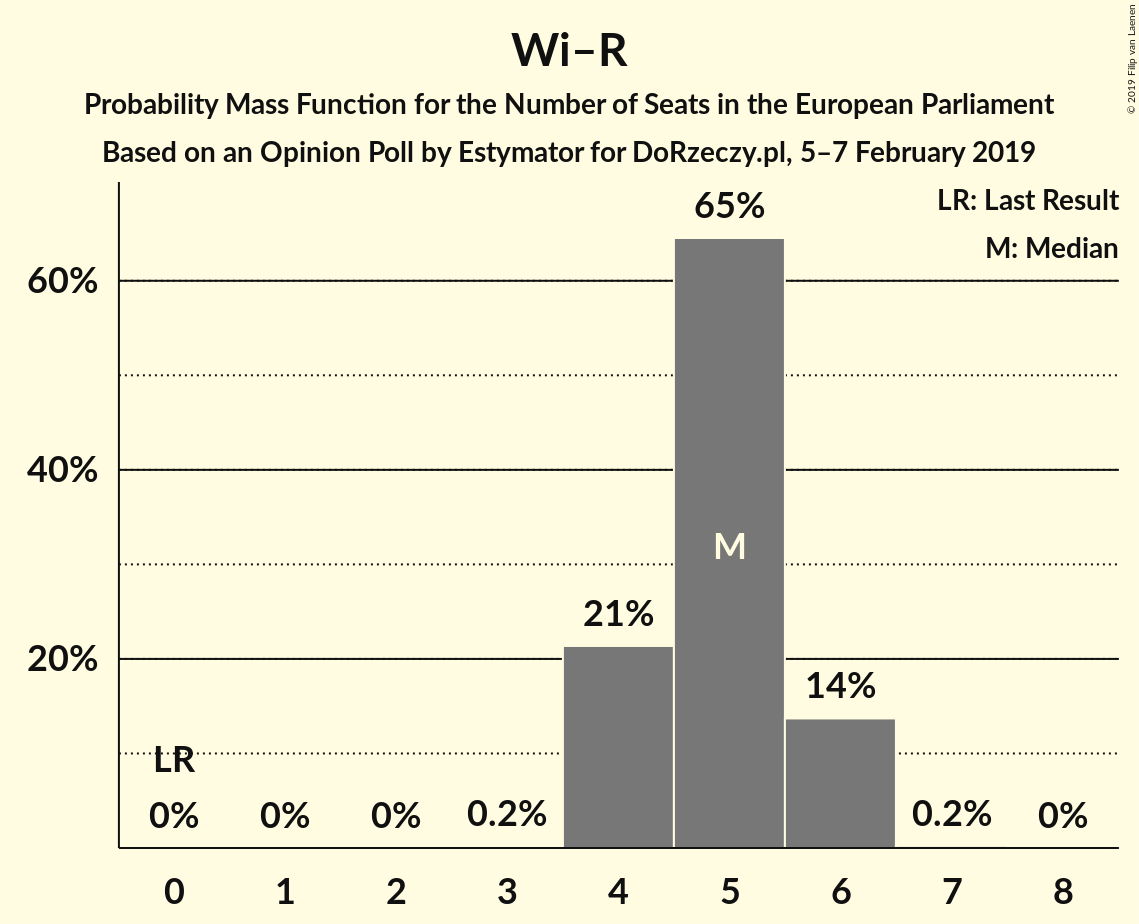 Wi–R
Probability Mass Function for the Number of Seats in the European Parliament
Based on an Opinion Poll by Estymator for DoRzeczy.pl, 5–7 February 2019
© 2019 Filip van Laenen
LR: Last Result
M: Median
60%
40%
20%
LR
0%
0%
0%
0.2%
21%
65%
M
14%
0.2%
0%
0
1
2
3
4
5
6
7
8